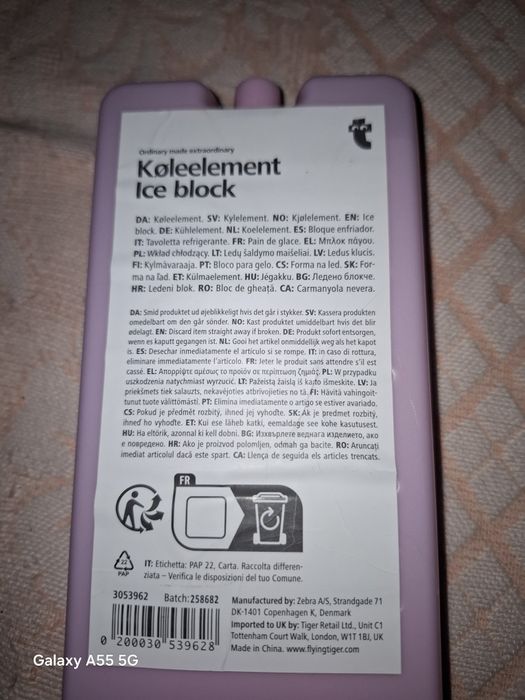 Ordinary made extraordinary
Køleelement
Ice block
DA: Køleelement. SV: Kylelement. NO: Kjølelement. EN: Ice
block. DE: Kühlelement. NL: Koelelement. ES: Bloque enfriador.
IT: Tavoletta refrigerante. FR: Pain de glace. EL: Μπλοκ πάγου.
PL: Wkład chłodzący. LT: Ledų šaldymo maišeliai. LV: Ledus klucis.
FI: Kylmävaraaja. PT: Bloco para gelo. CS: Forma na led. SK: For-
ma na ľad. ET: Külmaelement. HU: Jégakku. BG: Ледено блокче.
HR: Ledeni blok. RO: Bloc de gheață. CA: Carmanyola nevera.
DA: Smid produktet ud øjeblikkeligt hvis det går i stykker. SV: Kassera produkten
omedelbart om den går sönder. NO: Kast produktet umiddelbart hvis det blir
ødelagt. EN: Discard item straight away if broken. DE: Produkt sofort entsorgen,
wenn es kaputt gegangen ist. NL: Gooi het artikel onmiddellijk weg als het kapot
is. ES: Desechar inmediatamente el artículo si se rompe. IT: In caso di rottura,
eliminare immediatamente l'articolo. FR: Jeter le produit sans attendre s'il est
cassé. EL: Απορρίψτε αμέσως το προϊόν σε περίπτωση ζημιάς. PL: W przypadku
uszkodzenia natychmiast wyrzucić. LT: Pažeistą žaislą iš karto išmeskite. LV: Ja
priekšmets tiek salauzts, nekavējoties atbrīvojieties no tā. FI: Hävitä vahingoit-
tunut tuote välittömästi. PT: Elimina imediatamente o artigo se estiver avariado.
CS: Pokud je předmět rozbitý, ihned jej vyhoďte. SK: Ak je predmet rozbitý,
ihneď ho vyhoďte. ET: Kui ese läheb katki, eemaldage see kohe kasutusest.
HU: Ha eltörik, azonnal ki kell dobni. BG: Изхвърлете веднага изделието, ако
е повредено. HR: Ako je proizvod polomljen, odmah ga bacite. RO: Aruncați
imediat articolul dacă este spart. CA: Llença de seguida els articles trencats.
FR
22
PAP
IT: Etichetta: PAP 22, Carta. Raccolta differen-
ziata – Verifica le disposizioni del tuo Comune.
3053962 Batch: 258682
0 200030 539628
Manufactured by: Zebra A/S, Strandgade 71
DK-1401 Copenhagen K, Denmark
Imported to UK by: Tiger Retail Ltd., Unit C1
Tottenham Court Walk, London, W1T 1BJ, UK
Made in China. www.flyingtiger.com
Galaxy A55 5G